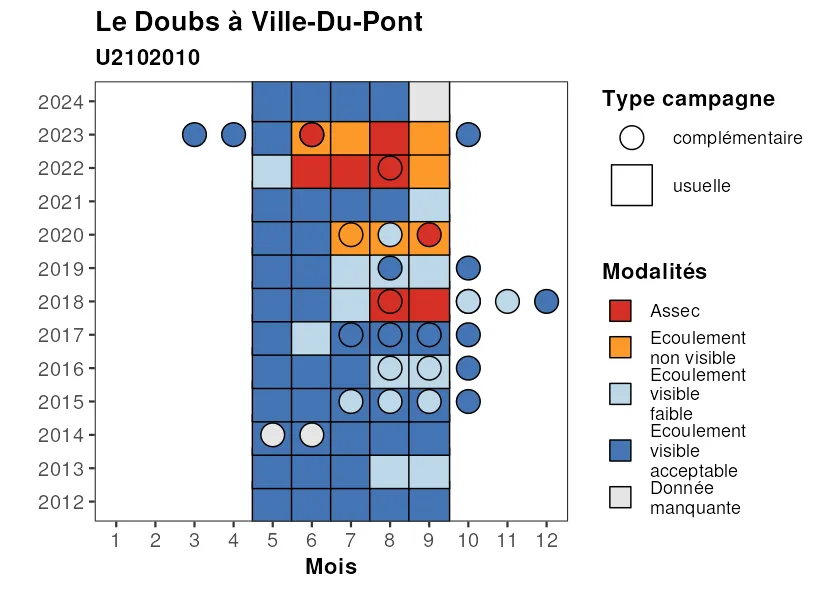 Le Doubs à Ville-Du-Pont
U2102010
2024
2023
2022
2021
2020
2019
2018
2017
2016
2015
2014
2013
2012
1 2 3 4 5 6 7 8 9 10 11 12
Mois
Type campagne
complémentaire
usuelle
Modalités
Assec
Ecoulement
non visible
Ecoulement
visible
faible
Ecoulement
visible
acceptable
Donnée
manquante